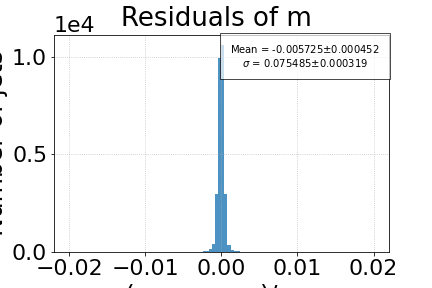 Residuals of m
1e4
Mean = -0.005725±0.000452
σ = 0.075485±0.000319
1.0
0.5
0.0
−0.02 −0.01 0.00 0.01 0.02